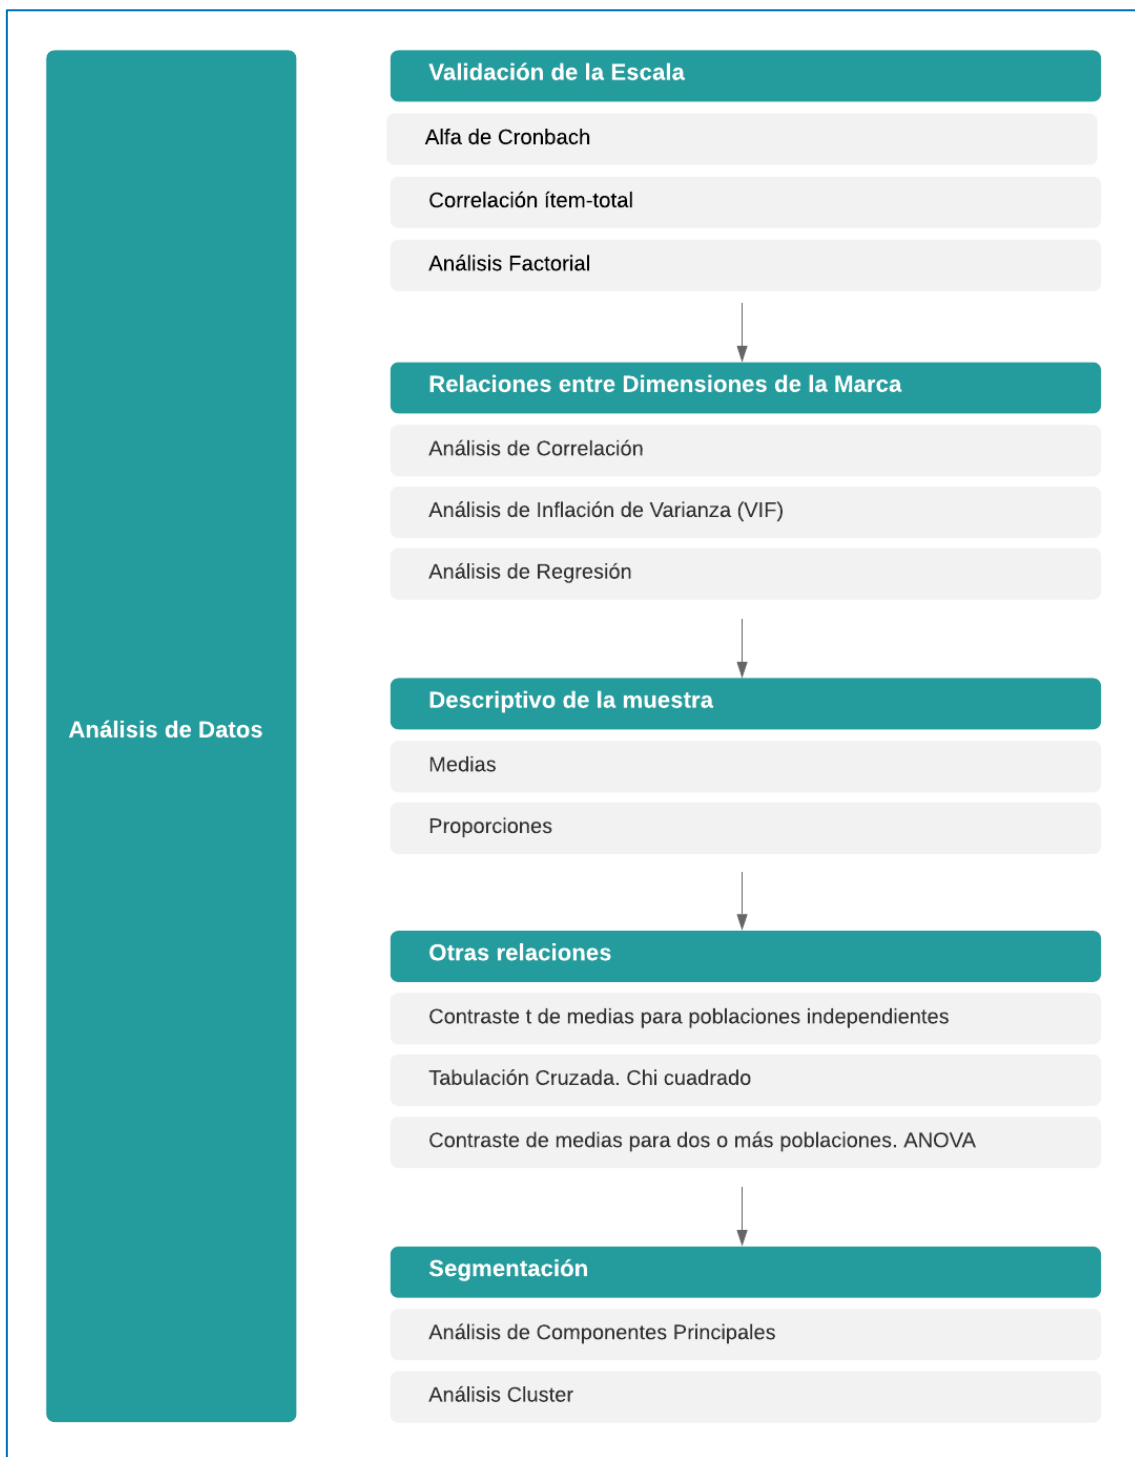 Análisis de Datos
Validación de la Escala
Alfa de Cronbach
Correlación ítem-total
Análisis Factorial
Relaciones entre Dimensiones de la Marca
Análisis de Correlación
Análisis de Inflación de Varianza (VIF)
Análisis de Regresión
Descriptivo de la muestra
Medias
Proporciones
Otras relaciones
Contraste t de medias para poblaciones independientes
Tabulación Cruzada. Chi cuadrado
Contraste de medias para dos o más poblaciones. ANOVA
Segmentación
Análisis de Componentes Principales
Análisis Cluster